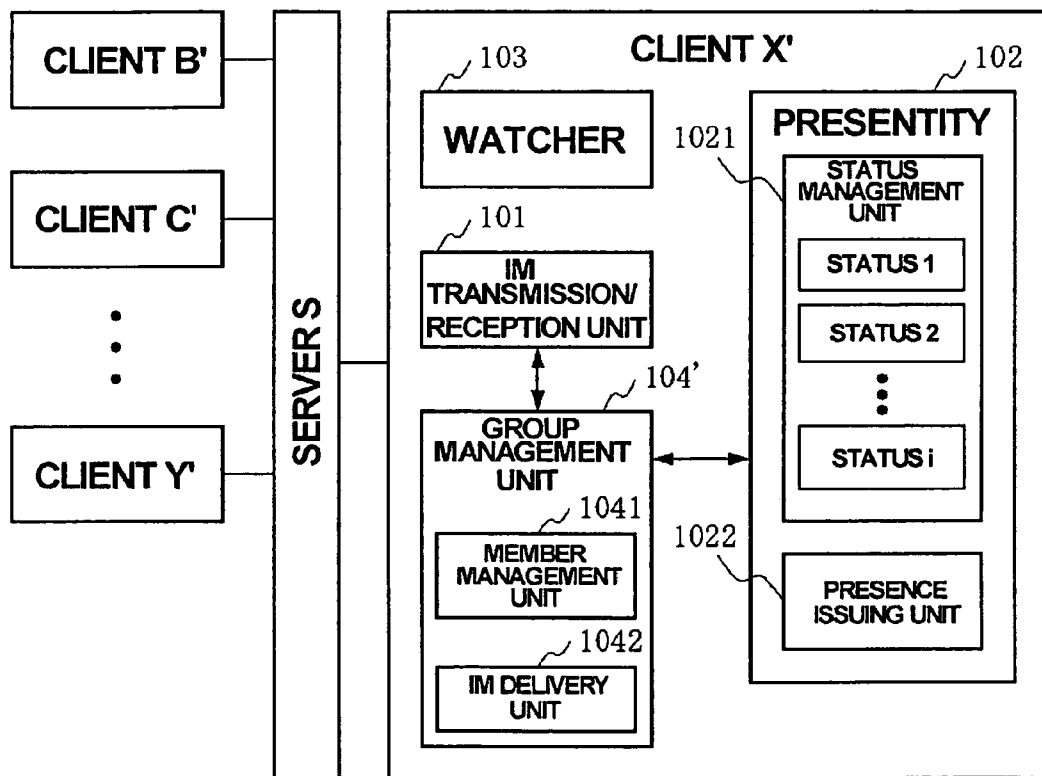 CLIENT B'
CLIENT C'
CLIENT Y'
SERVER S
CLIENT X'
103
WATCHER
101
IM
TRANSMISSION/
RECEPTION UNIT
104'
GROUP
MANAGEMENT
UNIT
1041
MEMBER
MANAGEMENT
UNIT
1042
IM DELIVERY
UNIT
102
PRESENTITY
1021
STATUS
MANAGEMENT
UNIT
STATUS 1
STATUS 2
STATUS i
1022
PRESENCE
ISSUING UNIT